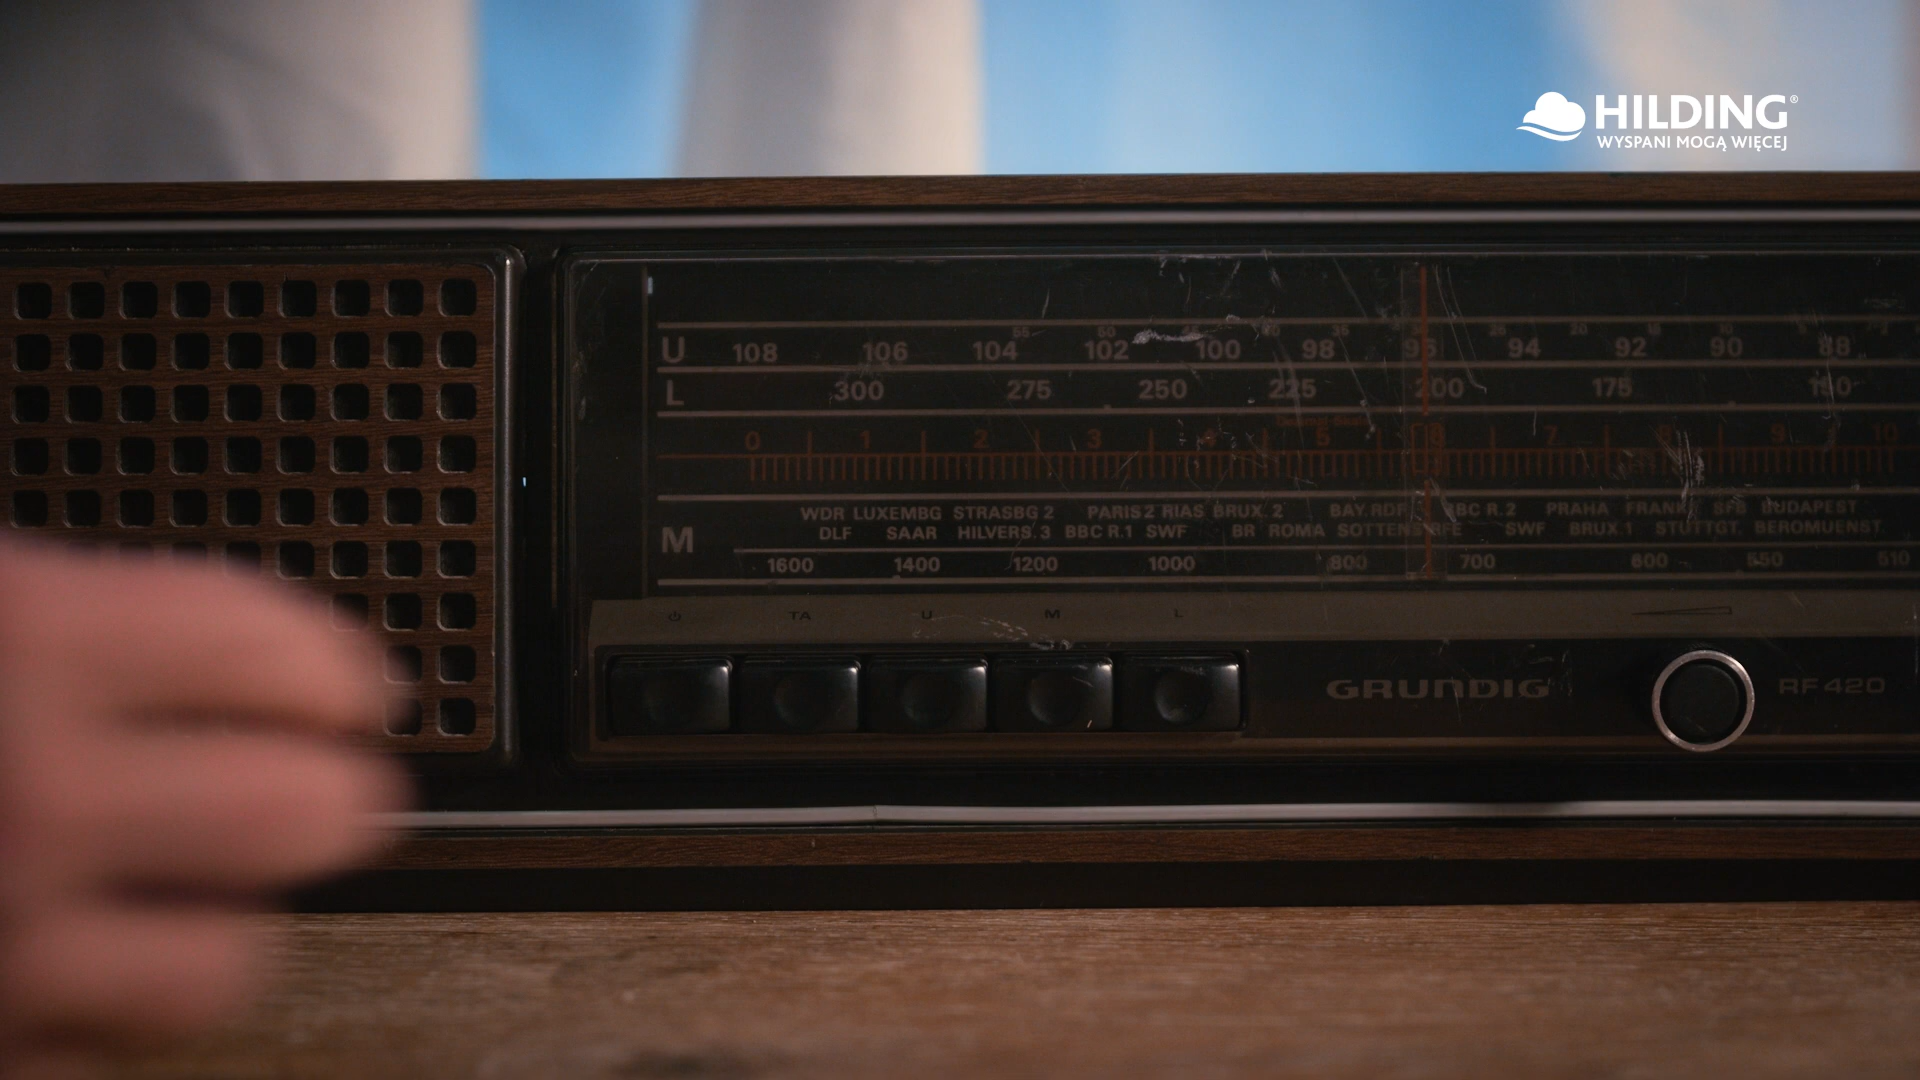 HILDING®
WYSPANI MOGĄ WIĘCEJ
U 108 106 104 102 100 98 96 94 92 90 88
L 300 275 250 225 200 175 150
0 1 2 3 4 5 6 7 8 9 10
WDR LUXEMBG STRASBG 2 PARIS 2 RIAS BRUX. 2 BAY.RDF. BBC R.2 PRAHA FRANKF. SFB BUDAPEST
M DLF SAAR HILVERS.3 BBC R.1 SWF BR ROMA SOTTENS SWF BRUX.1 STUTTGT. BEROMUENST
1600 1400 1200 1000 800 700 600 550 510
TA U M L
GRUNDIG RF 420